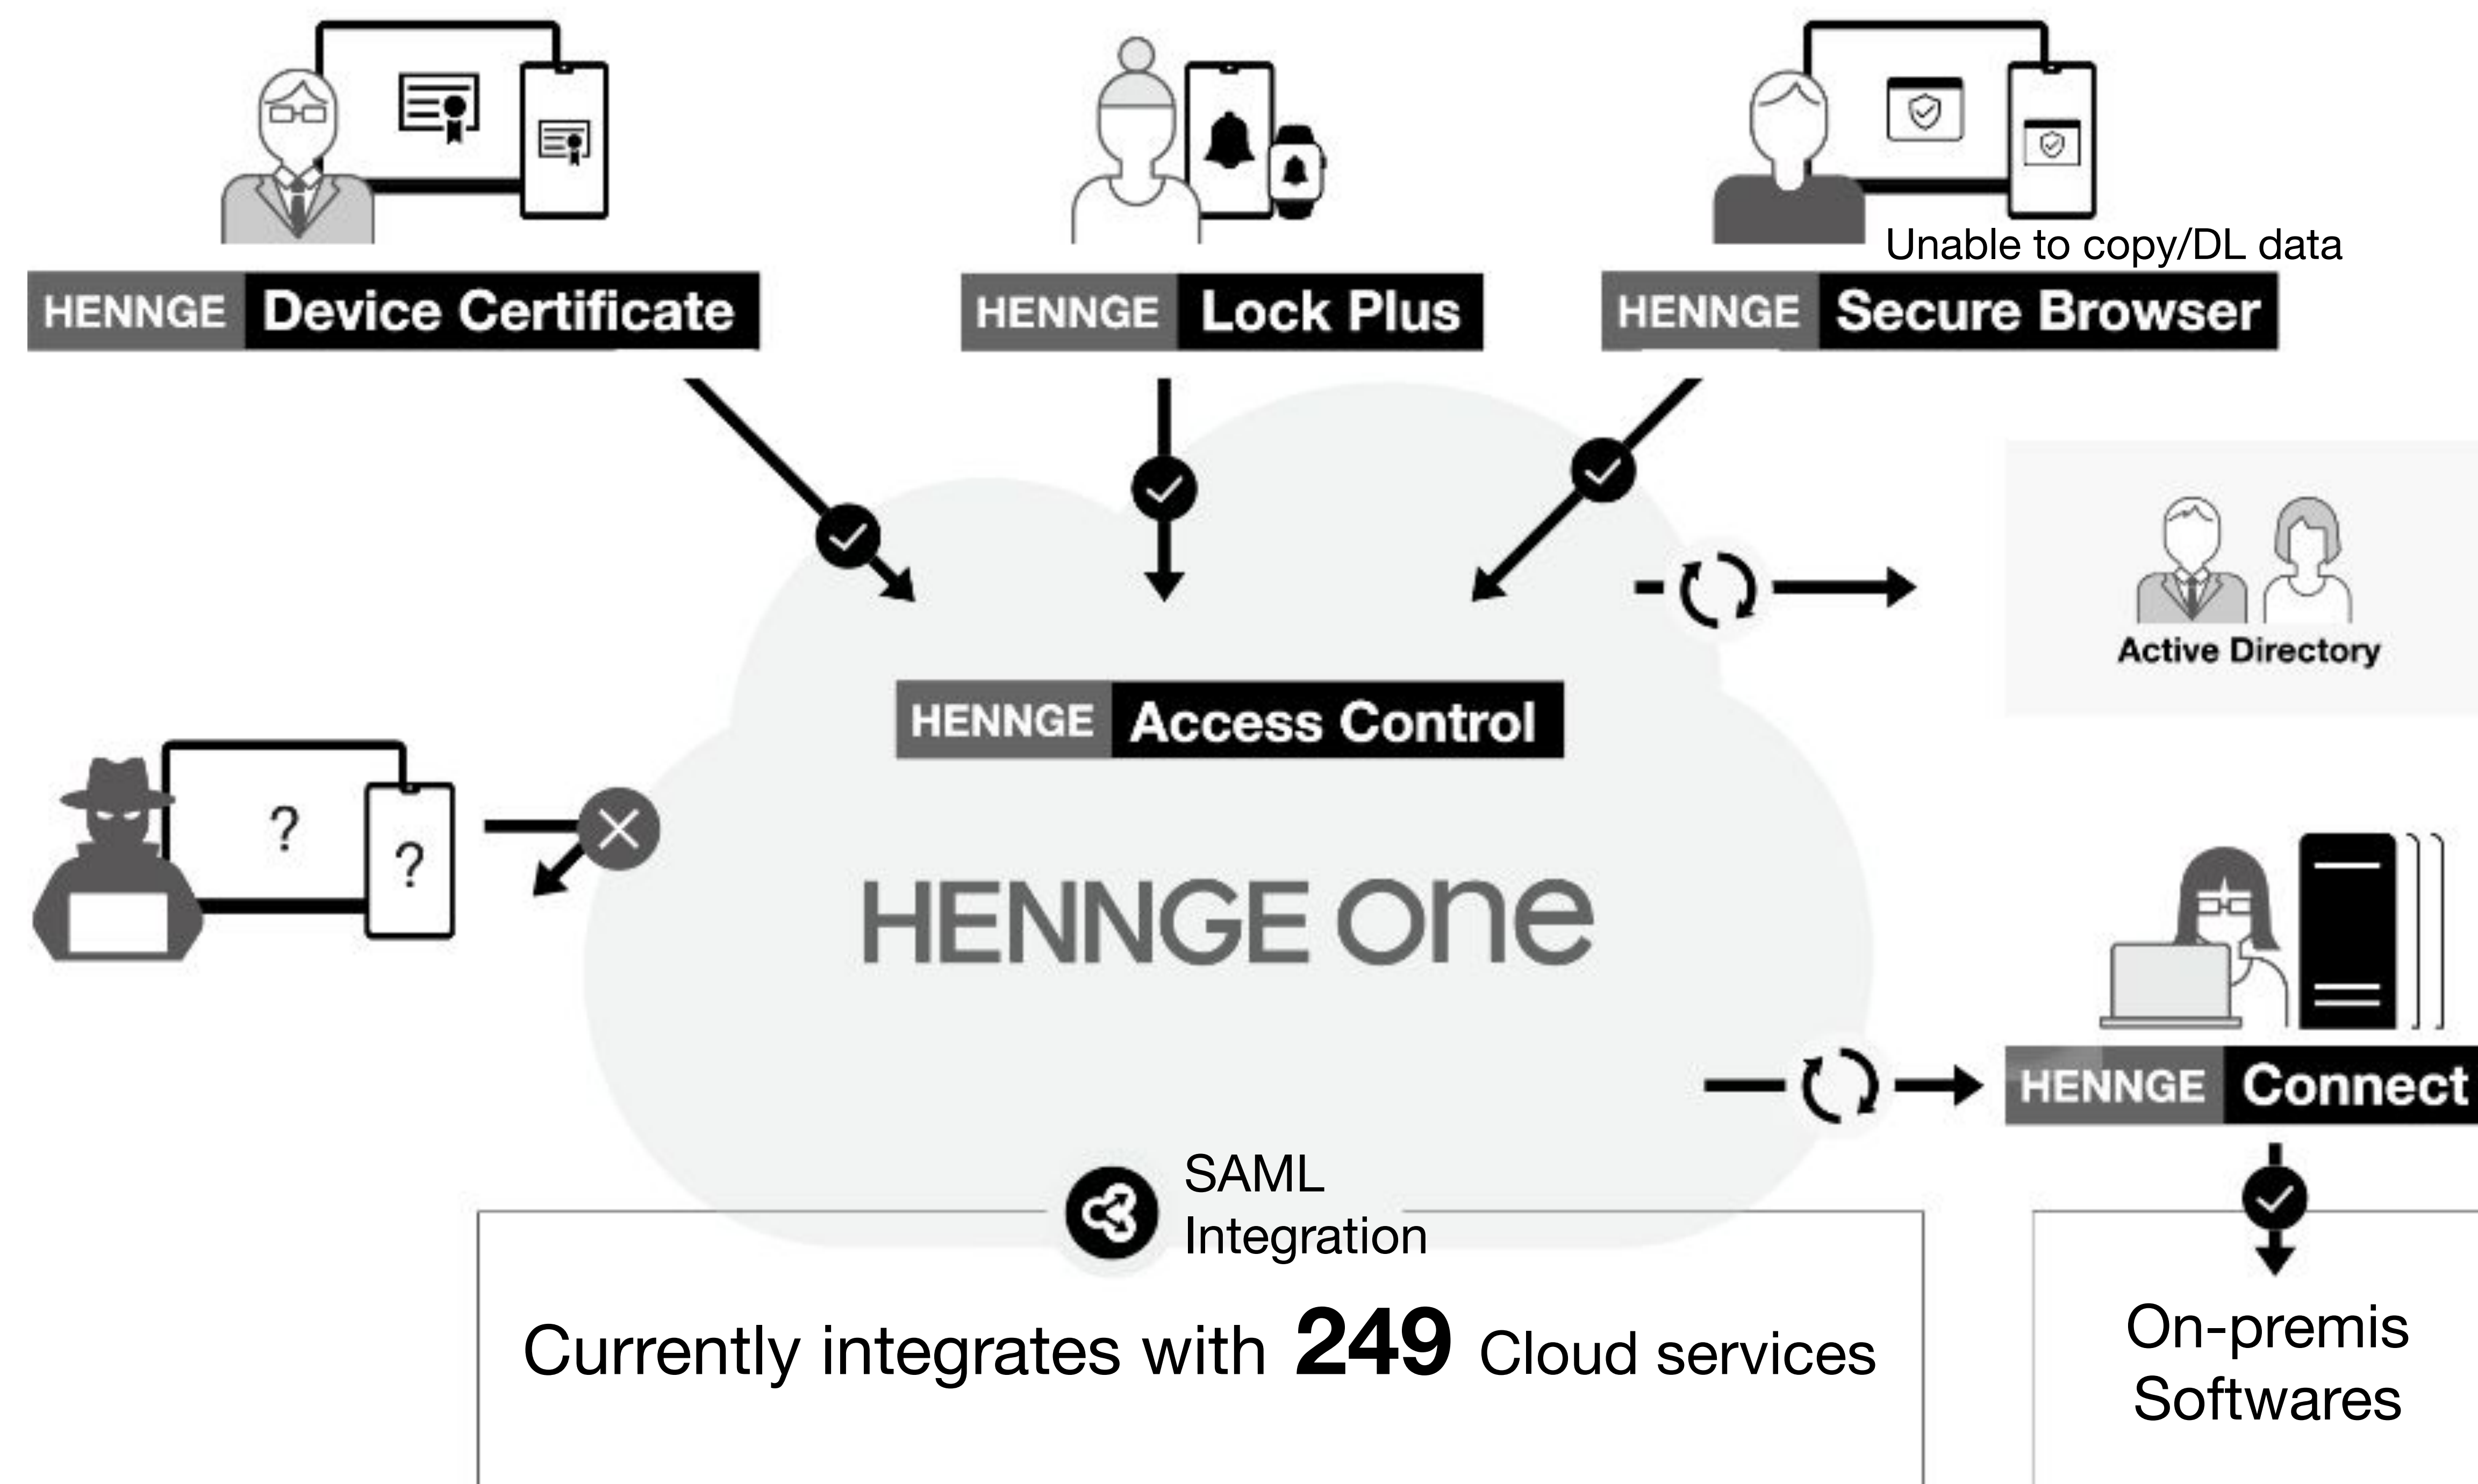 Unable to copy/DL data
HENNGE Device Certificate
HENNGE Lock Plus
HENNGE Secure Browser
Active Directory
HENNGE Access Control
? ?
HENNGE one
HENNGE Connect
SAML
Integration
Currently integrates with 249 Cloud services
On-premis
Softwares